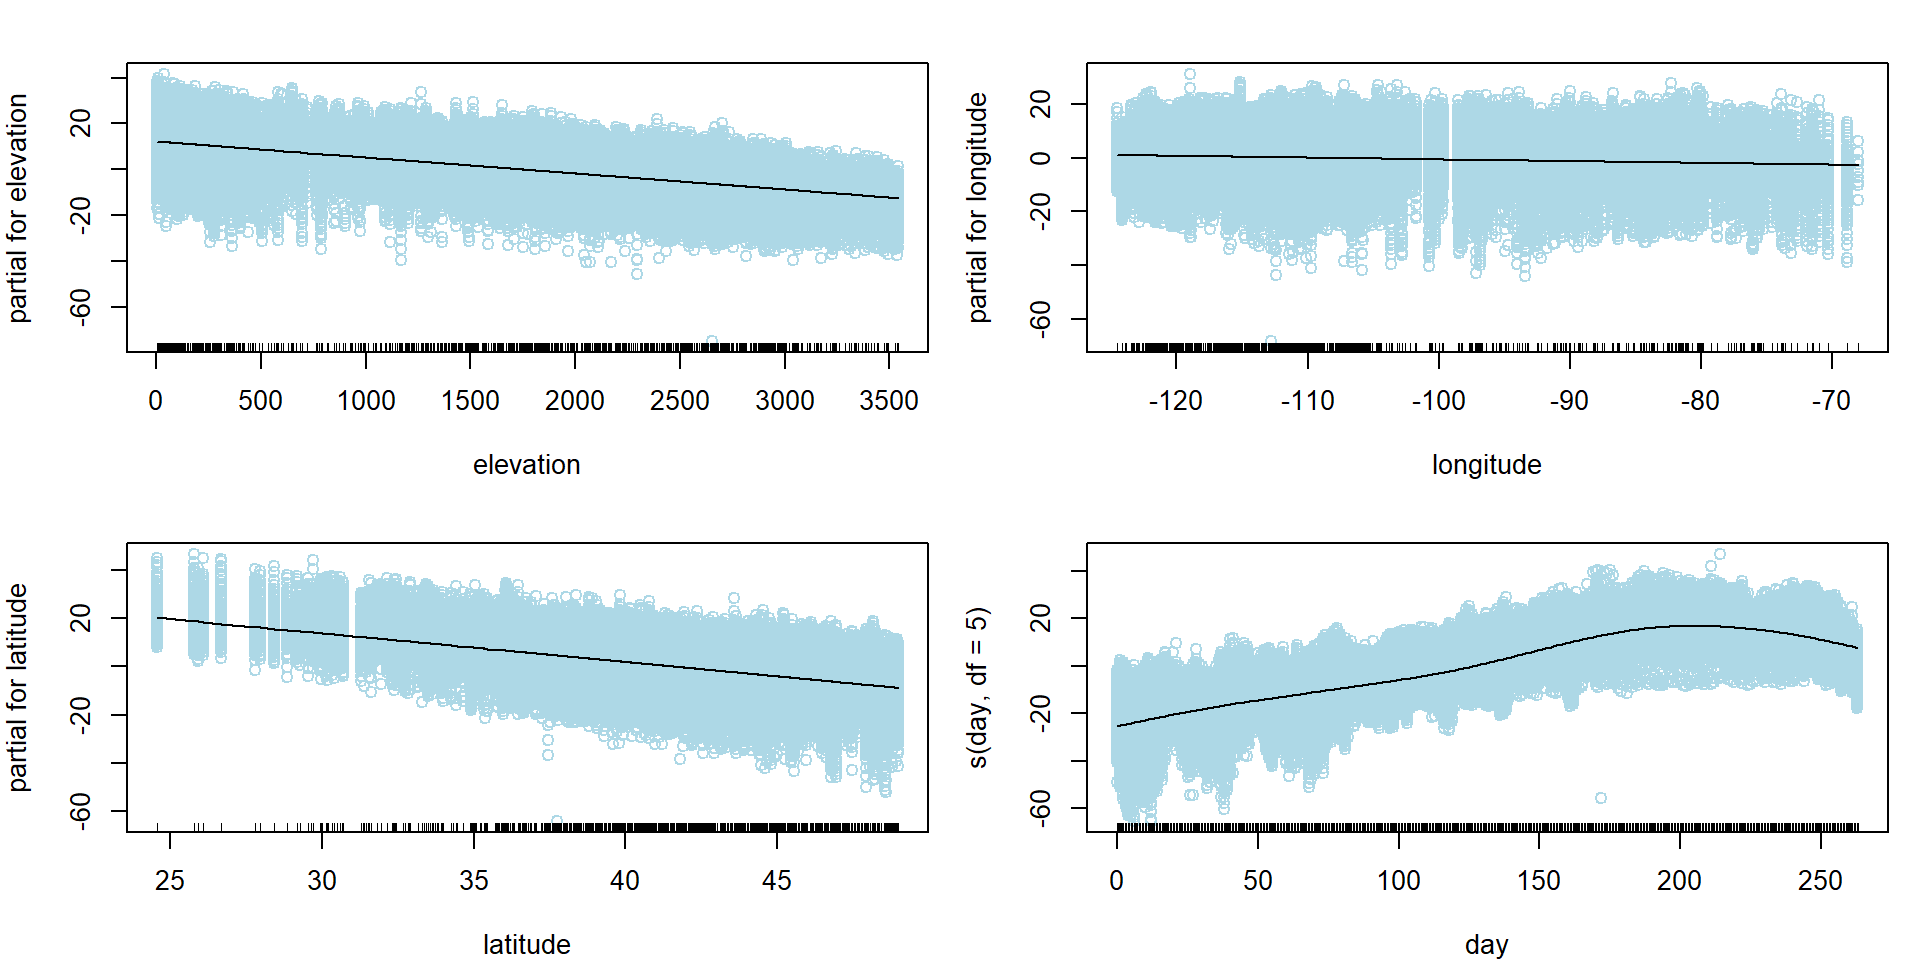 partial for elevation
20
-20
-60
0 500 1000 1500 2000 2500 3000 3500
elevation
partial for longitude
20
0
-20
-60
-120 -110 -100 -90 -80 -70
longitude
partial for latitude
20
-20
-60
25 30 35 40 45
latitude
s(day, df = 5)
20
-20
-60
0 50 100 150 200 250
day